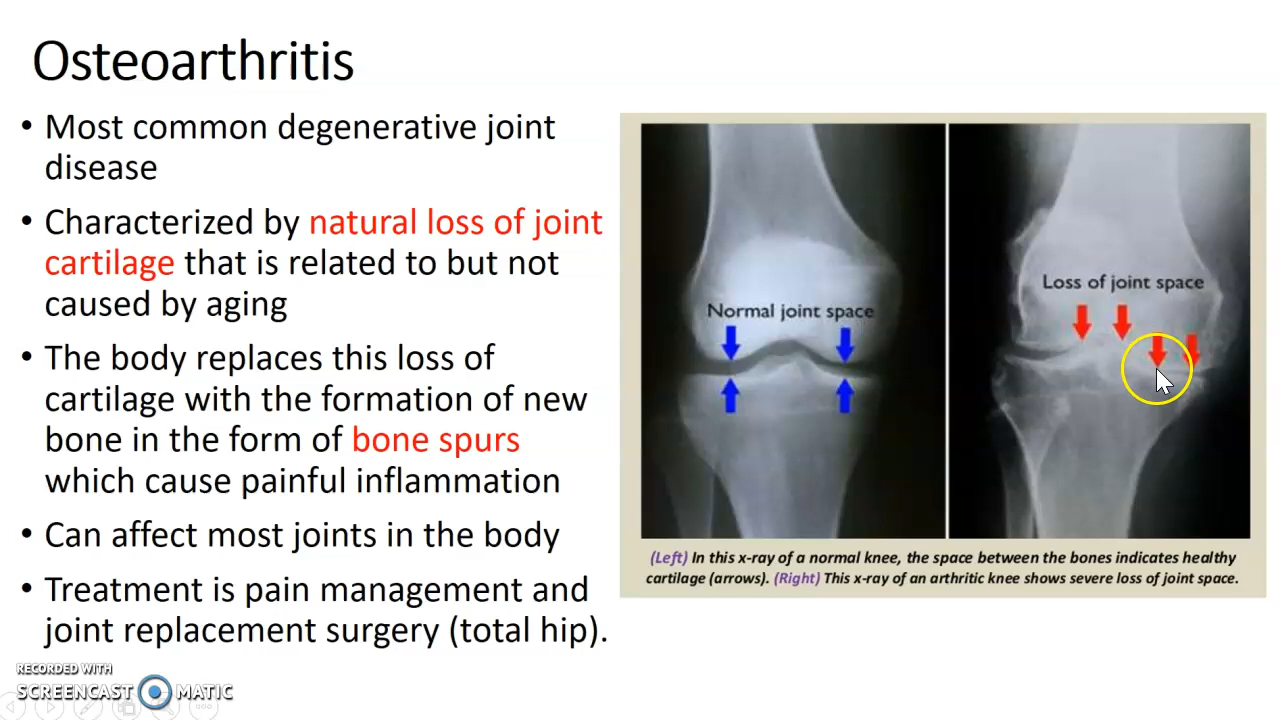 Osteoarthritis
• Most common degenerative joint
disease
• Characterized by natural loss of joint
cartilage that is related to but not
caused by aging
• The body replaces this loss of
cartilage with the formation of new
bone in the form of bone spurs
which cause painful inflammation
• Can affect most joints in the body
• Treatment is pain management and
joint replacement surgery (total hip).
Normal joint space
Loss of joint space
(Left) In this x-ray of a normal knee, the space between the bones indicates healthy
cartilage (arrows). (Right) This x-ray of an arthritic knee shows severe loss of joint space.
RECORDED WITH
SCREENCAST MATIC